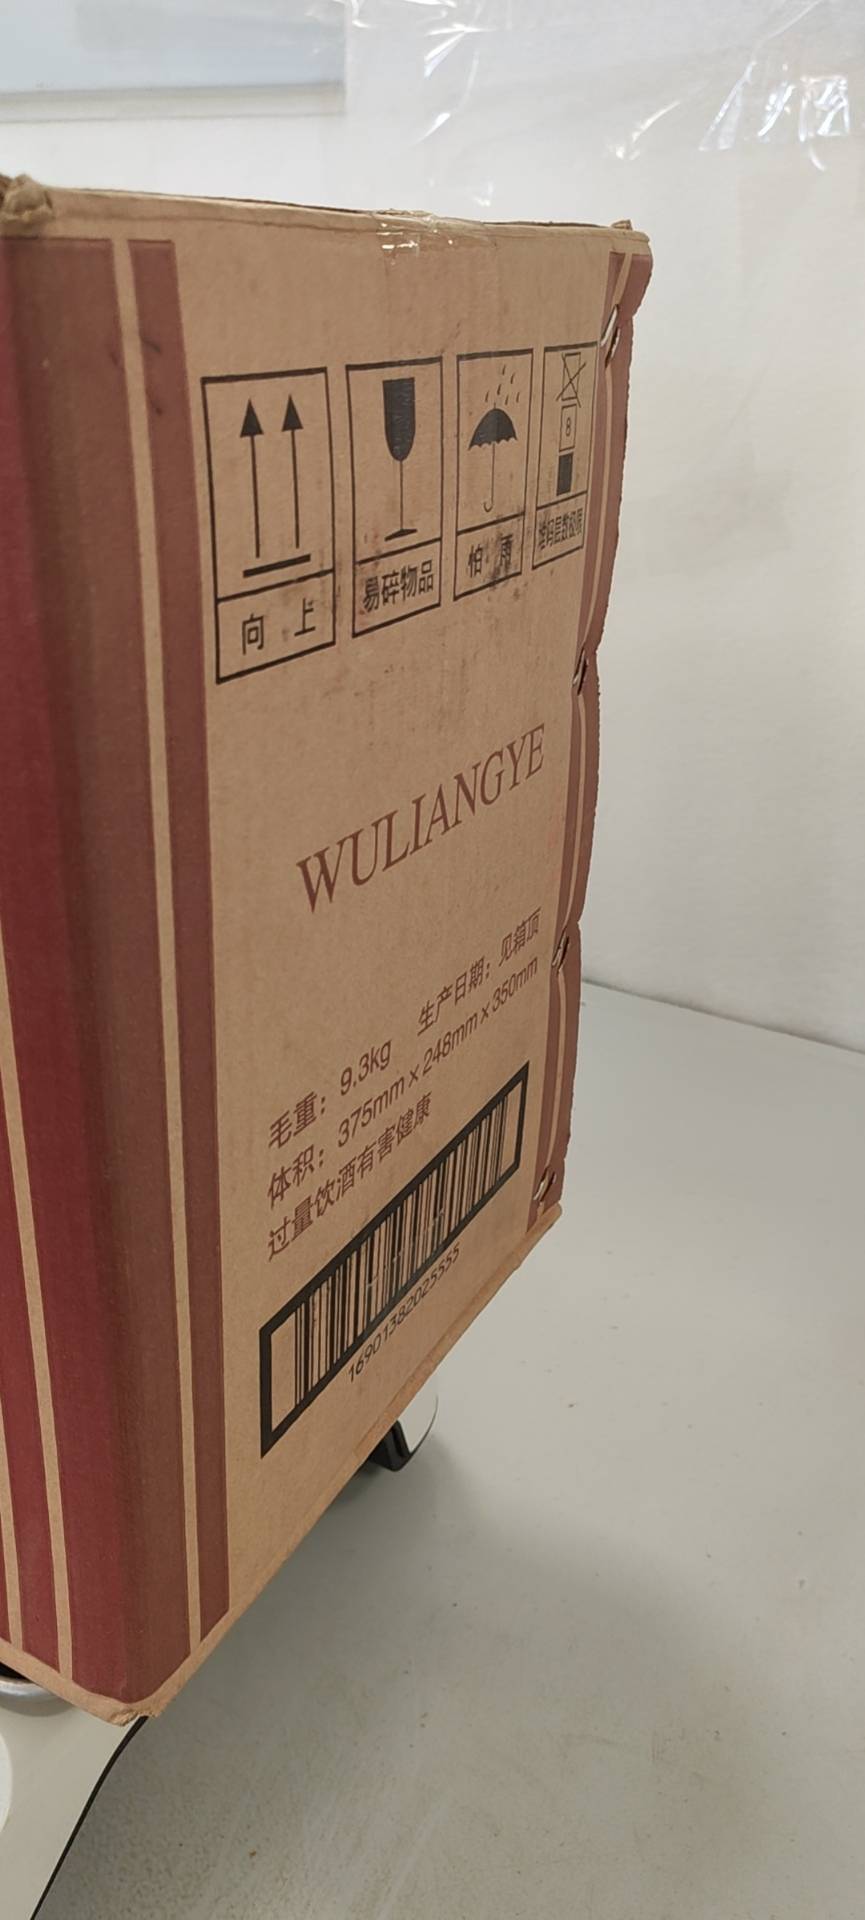 向 上
易碎物品
怕 雨
8
堆码层数极限
WULIANGYE
毛重：9.3kg 生产日期：见箱顶
体积：375mm x 248mm x 350mm
过量饮酒有害健康
16901382025555